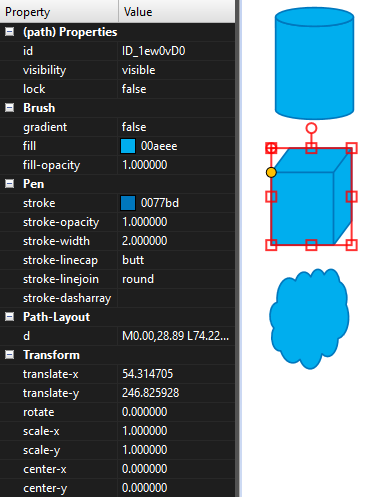 Property Value
(path) Properties
id ID_1ew0vD0
visibility visible
lock false
Brush
gradient false
fill 00aeee
fill-opacity 1.000000
Pen
stroke 0077bd
stroke-opacity 1.000000
stroke-width 2.000000
stroke-linecap butt
stroke-linejoin round
stroke-dasharray
Path-Layout
d M0.00,28.89 L74.22...
Transform
translate-x 54.314705
translate-y 246.825928
rotate 0.000000
scale-x 1.000000
scale-y 1.000000
center-x 0.000000
center-y 0.000000